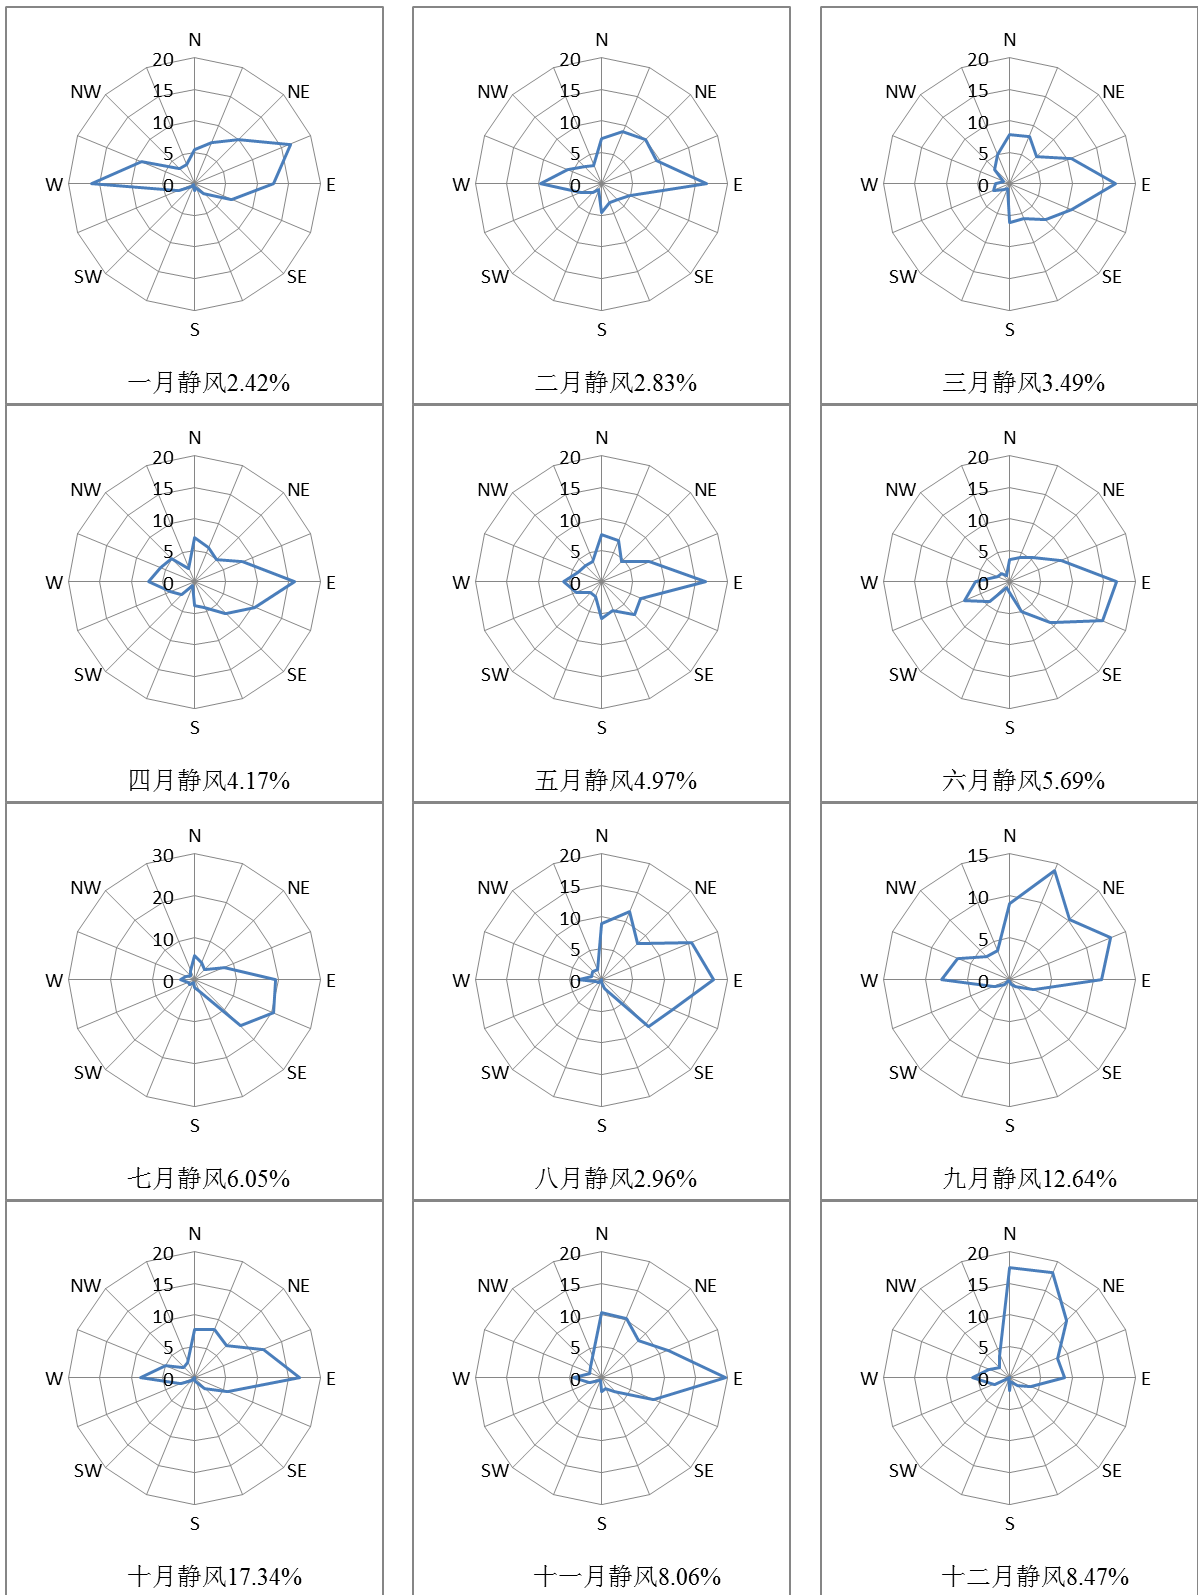 N
20
15
10
5
0
NW
NE
W
E
SW
SE
S
一月静风2.42%
N
20
15
10
5
0
NW
NE
W
E
SW
SE
S
二月静风2.83%
N
20
15
10
5
0
NW
NE
W
E
SW
SE
S
三月静风3.49%
N
20
15
10
5
0
NW
NE
W
E
SW
SE
S
四月静风4.17%
N
20
15
10
5
0
NW
NE
W
E
SW
SE
S
五月静风4.97%
N
20
15
10
5
0
NW
NE
W
E
SW
SE
S
六月静风5.69%
N
30
20
10
0
NW
NE
W
E
SW
SE
S
七月静风6.05%
N
20
15
10
5
0
NW
NE
W
E
SW
SE
S
八月静风2.96%
N
15
10
5
0
NW
NE
W
E
SW
SE
S
九月静风12.64%
N
20
15
10
5
0
NW
NE
W
E
SW
SE
S
十月静风17.34%
N
20
15
10
5
0
NW
NE
W
E
SW
SE
S
十一月静风8.06%
N
20
15
10
5
0
NW
NE
W
E
SW
SE
S
十二月静风8.47%